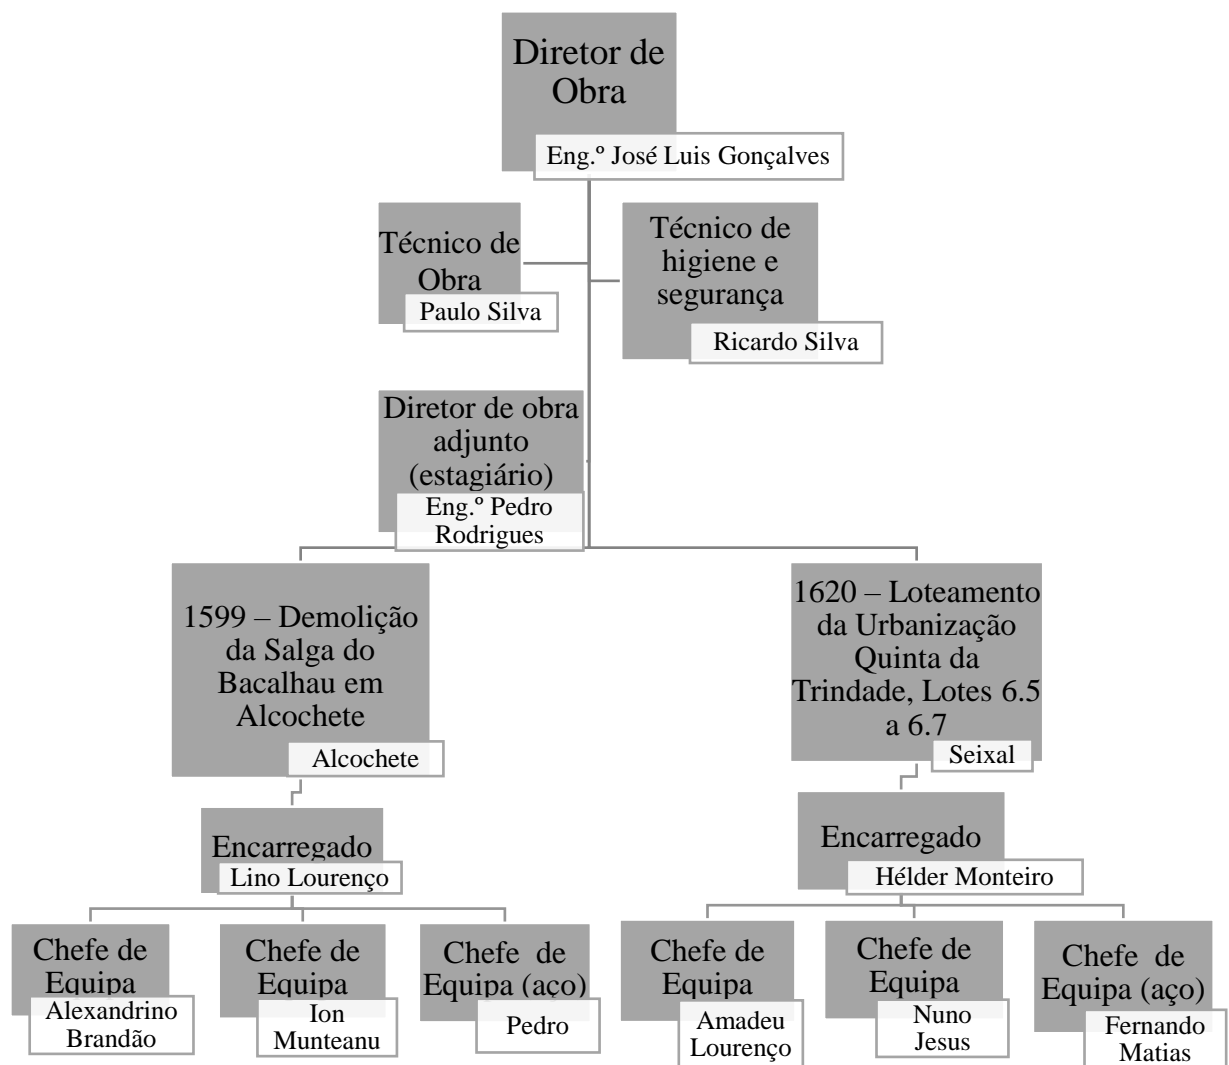 Diretor de
Obra
Eng.º José Luis Gonçalves
Técnico de
Obra
Paulo Silva
Técnico de
higiene e
segurança
Ricardo Silva
Diretor de obra
adjunto
(estagiário)
Eng.º Pedro
Rodrigues
1599 – Demolição
da Salga do
Bacalhau em
Alcochete
Alcochete
1620 – Loteamento
da Urbanização
Quinta da
Trindade, Lotes 6.5
a 6.7
Seixal
Encarregado
Lino Lourenço
Encarregado
Hélder Monteiro
Chefe de
Equipa
Alexandrino
Brandão
Chefe de
Equipa
Ion
Munteanu
Chefe de
Equipa (aço)
Pedro
Chefe de
Equipa
Amadeu
Lourenço
Chefe de
Equipa
Nuno
Jesus
Chefe de
Equipa (aço)
Fernando
Matias